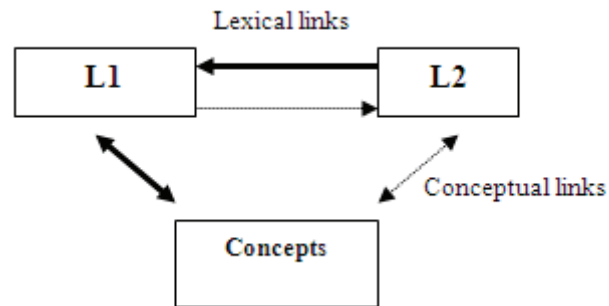 Lexical links
L1
L2
Conceptual links
Concepts